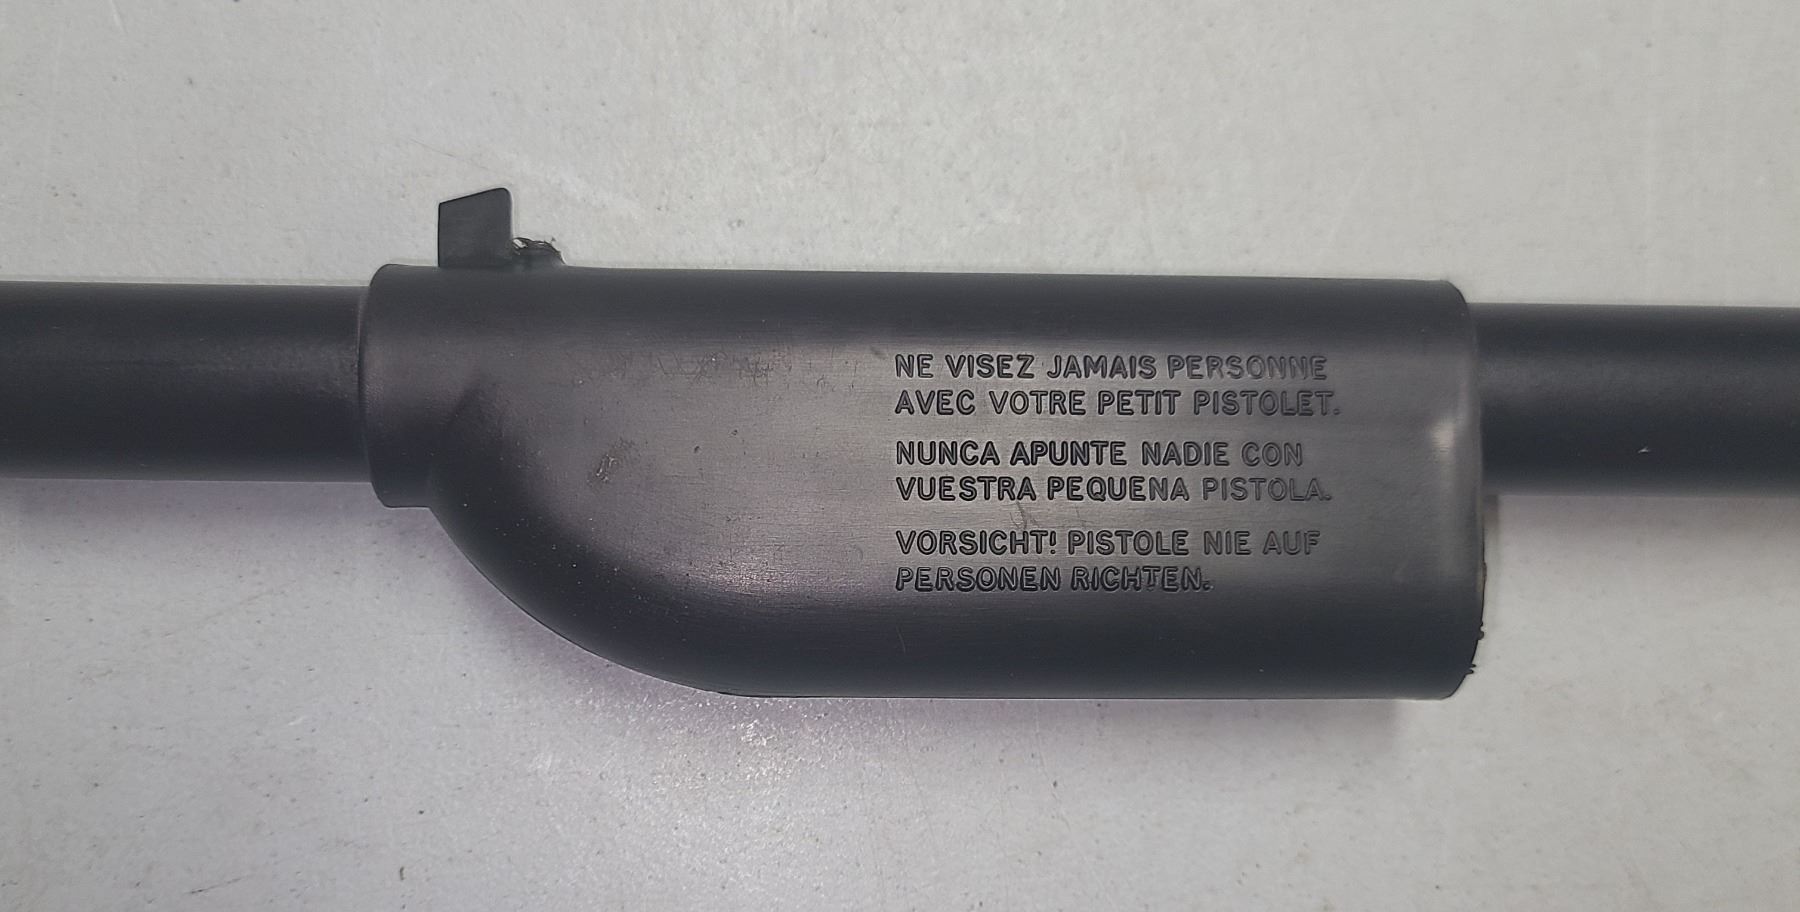 NE VISEZ JAMAIS PERSONNE
AVEC VOTRE PETIT PISTOLET.
NUNCA APUNTE NADIE CON
VUESTRA PEQUENA PISTOLA.
VORSICHT! PISTOLE NIE AUF
PERSONEN RICHTEN.